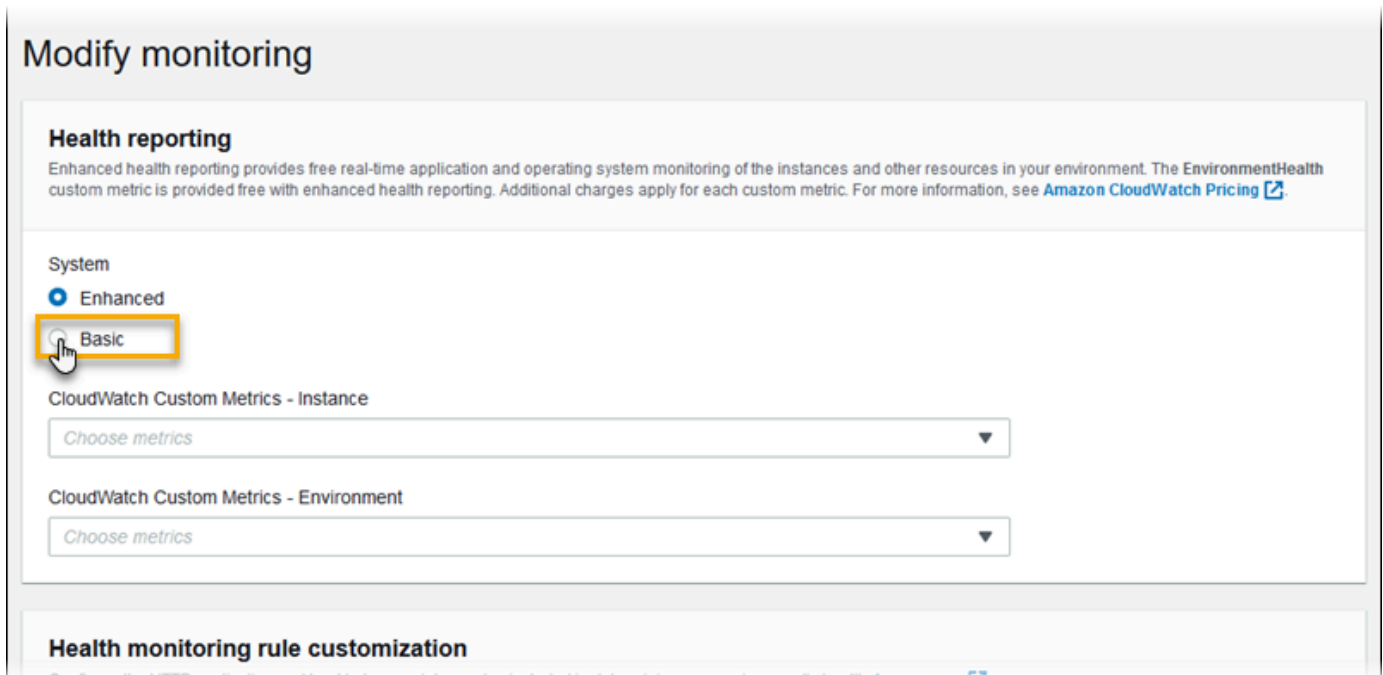 Modify monitoring
Health reporting
Enhanced health reporting provides free real-time application and operating system monitoring of the instances and other resources in your environment. The EnvironmentHealth
custom metric is provided free with enhanced health reporting. Additional charges apply for each custom metric. For more information, see Amazon CloudWatch Pricing.
System
Enhanced
Basic
CloudWatch Custom Metrics - Instance
Choose metrics
CloudWatch Custom Metrics - Environment
Choose metrics
Health monitoring rule customization